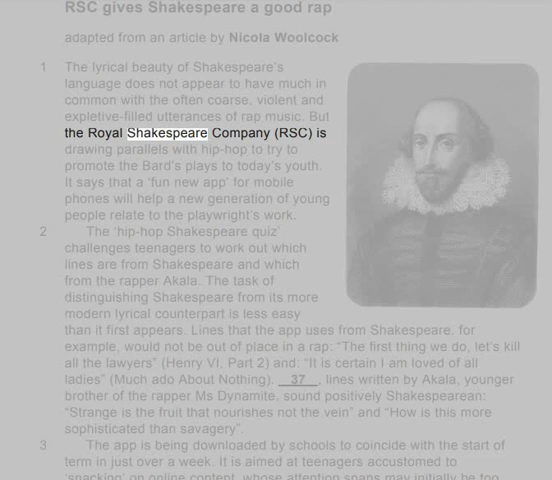 RSC gives Shakespeare a good rap
adapted from an article by Nicola Woolcock
1 The lyrical beauty of Shakespeare's
language does not appear to have much in
common with the often coarse, violent and
expletive-filled utterances of rap music. But
the Royal Shakespeare Company (RSC) is
drawing parallels with hip-hop to try to
promote the Bard's plays to today's youth.
It says that a 'fun new app' for mobile
phones will help a new generation of young
people relate to the playwright's work.
2 The 'hip-hop Shakespeare quiz'
challenges teenagers to work out which
lines are from Shakespeare and which
from the rapper Akala. The task of
distinguishing Shakespeare from its more
modern lyrical counterpart is less easy
than it first appears. Lines that the app uses from Shakespeare, for
example, would not be out of place in a rap: "The first thing we do, let's kill
all the lawyers" (Henry VI, Part 2) and: "It is certain I am loved of all
ladies" (Much ado About Nothing). 37 , lines written by Akala, younger
brother of the rapper Ms Dynamite, sound positively Shakespearean:
"Strange is the fruit that nourishes not the vein" and "How is this more
sophisticated than savagery".
3 The app is being downloaded by schools to coincide with the start of
term in just over a week. It is aimed at teenagers accustomed to
'snacking' on online content, whose attention spans may initially be too